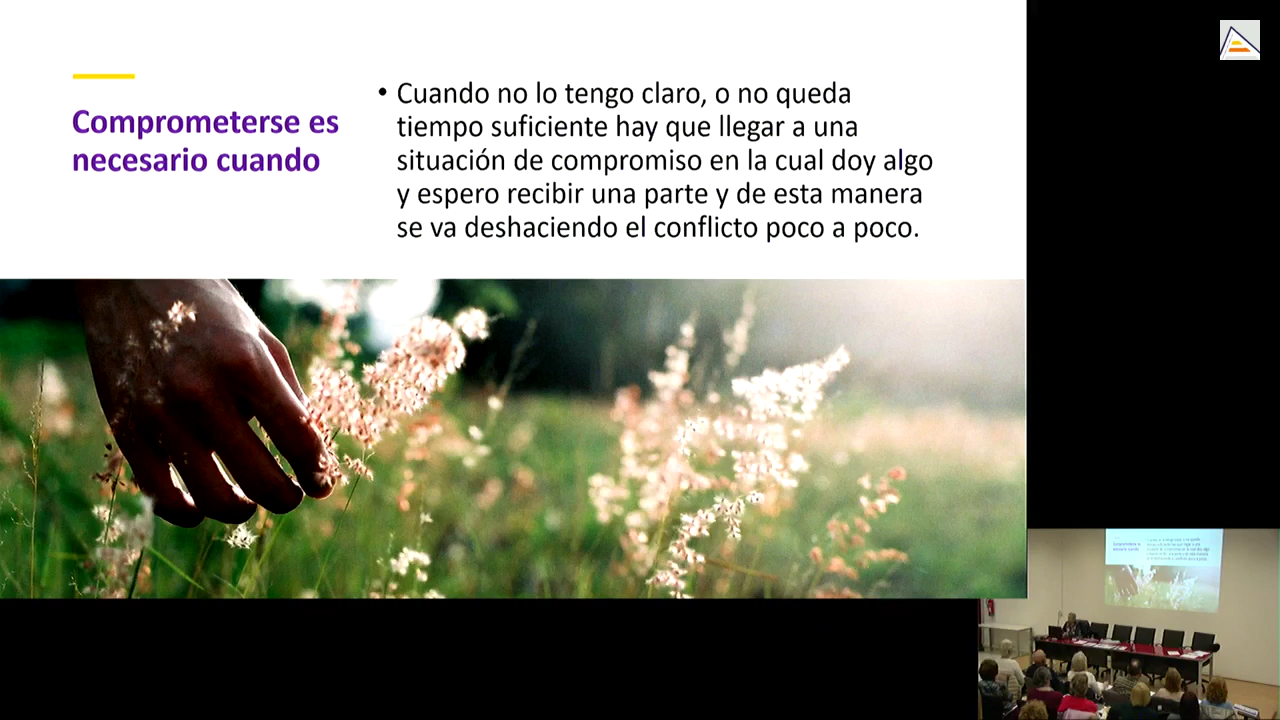 Comprometerse es
necesario cuando
• Cuando no lo tengo claro, o no queda
tiempo suficiente hay que llegar a una
situación de compromiso en la cual doy algo
y espero recibir una parte y de esta manera
se va deshaciendo el conflicto poco a poco.